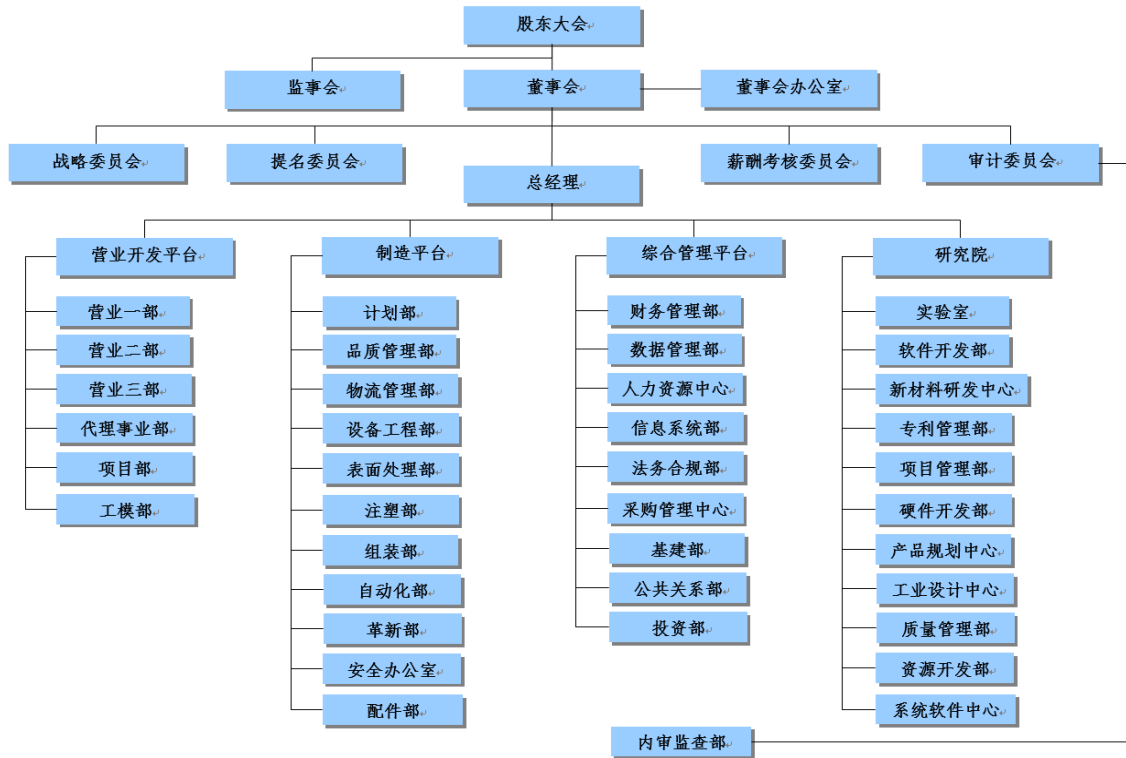 股东大会
监事会
董事会
董事会办公室
战略委员会
提名委员会
薪酬考核委员会
审计委员会
总经理
营业开发平台
制造平台
综合管理平台
研究院
营业一部
营业二部
营业三部
代理事业部
项目部
工模部
计划部
品质管理部
物流管理部
设备工程部
表面处理部
注塑部
组装部
自动化部
革新部
安全办公室
配件部
财务管理部
数据管理部
人力资源中心
信息系统部
法务合规部
采购管理中心
基建部
公共关系部
投资部
实验室
软件开发部
新材料研发中心
专利管理部
项目管理部
硬件开发部
产品规划中心
工业设计中心
质量管理部
资源开发部
系统软件中心
内审监查部